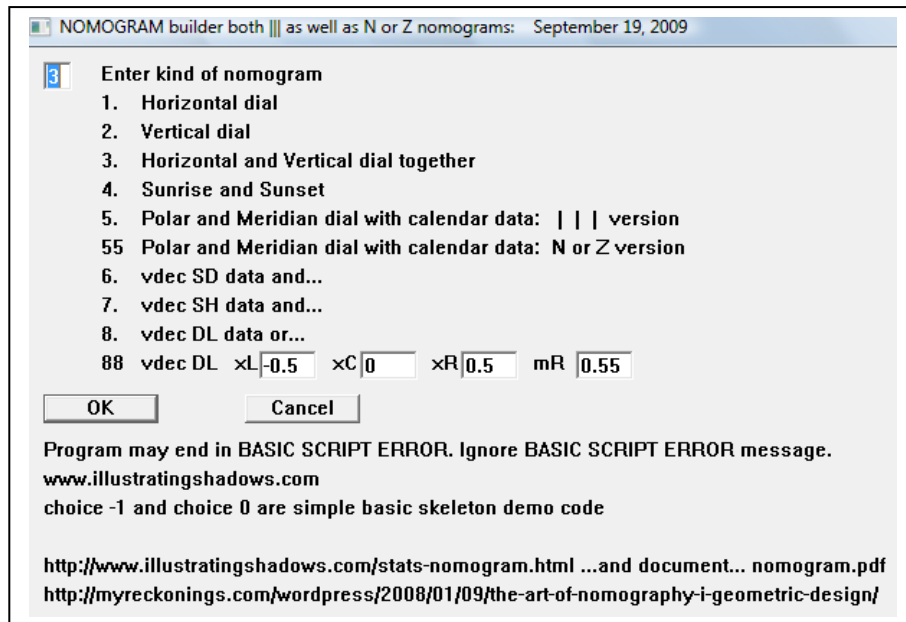 NOMOGRAM builder both ||| as well as N or Z nomograms: September 19, 2009
3 Enter kind of nomogram
1. Horizontal dial
2. Vertical dial
3. Horizontal and Vertical dial together
4. Sunrise and Sunset
5. Polar and Meridian dial with calendar data: | | | version
55 Polar and Meridian dial with calendar data: N or Z version
6. vdec SD data and...
7. vdec SH data and...
8. vdec DL data or...
88 vdec DL xL -0.5 xC 0 xR 0.5 mR 0.55
OK Cancel
Program may end in BASIC SCRIPT ERROR. Ignore BASIC SCRIPT ERROR message.
www.illustratingshadows.com
choice -1 and choice 0 are simple basic skeleton demo code
http://www.illustratingshadows.com/stats-nomogram.html ...and document... nomogram.pdf
http://myreckonings.com/wordpress/2008/01/09/the-art-of-nomography-i-geometric-design/